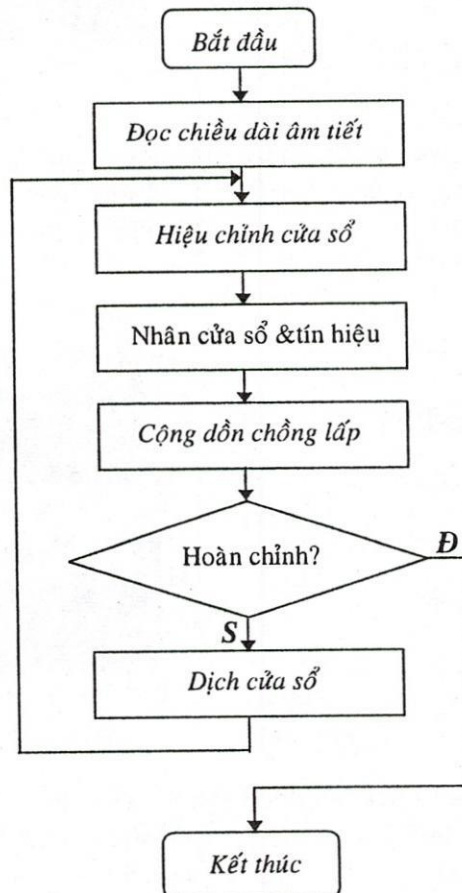 Bắt đầu
Đọc chiều dài âm tiết
Hiệu chỉnh cửa sổ
Nhân cửa sổ &tín hiệu
Cộng dồn chồng lấp
Hoàn chỉnh?
Đ
S
Dịch cửa sổ
Kết thúc